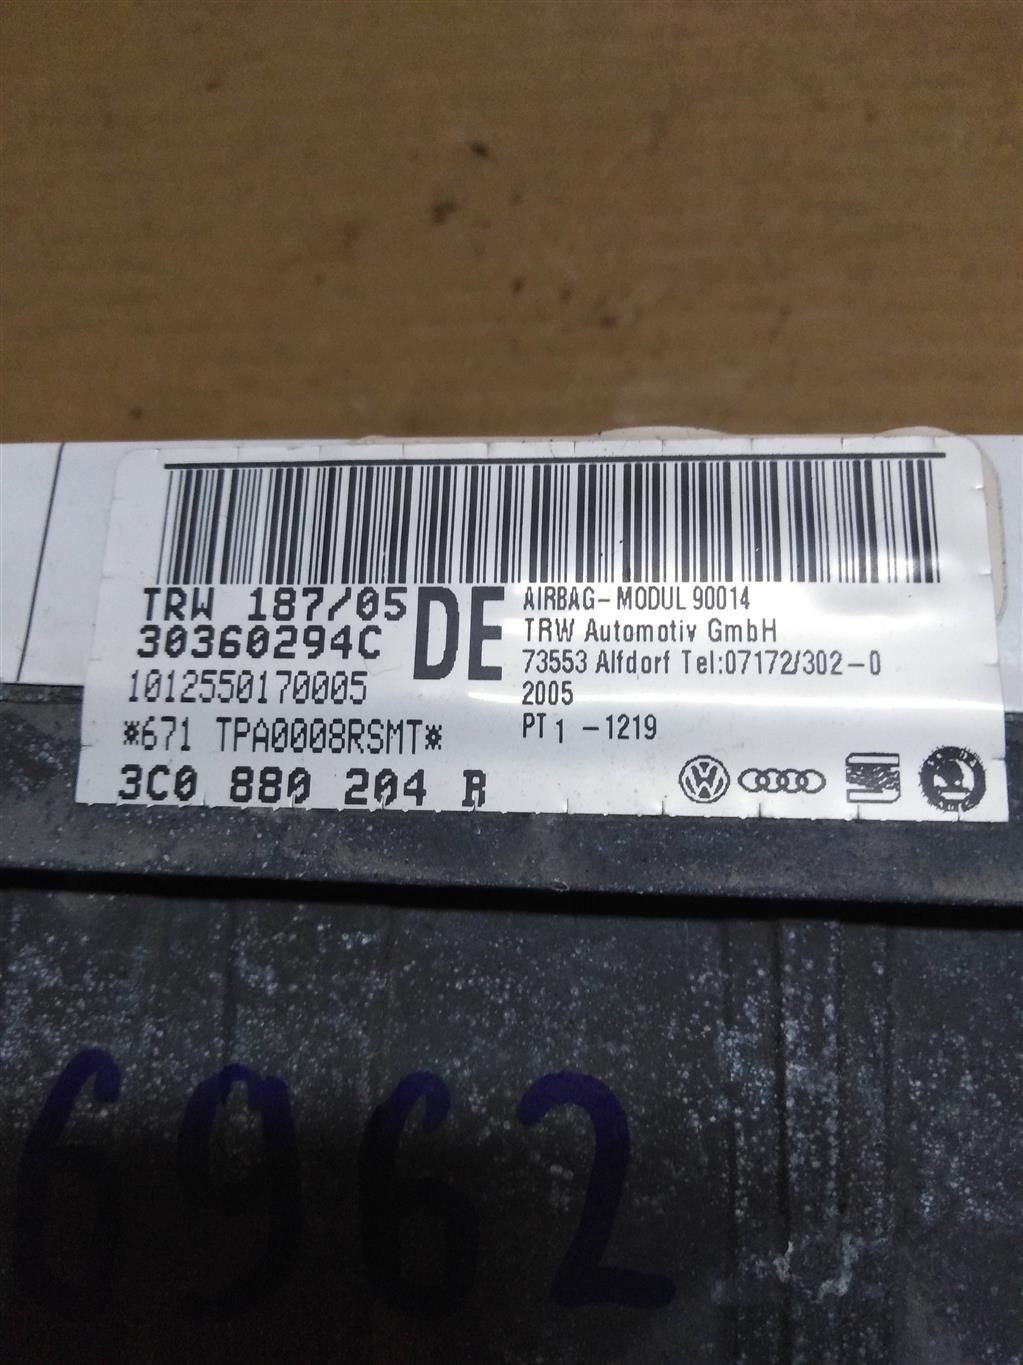 TRW 187/05
30360294C
1012550170005
*671 TPA0008RSMT*
3C0 880 204 R
DE
AIRBAG-MODUL 90014
TRW Automotiv GmbH
73553 Alfdorf Tel:07172/302-0
2005
PT 1 -1219
6962